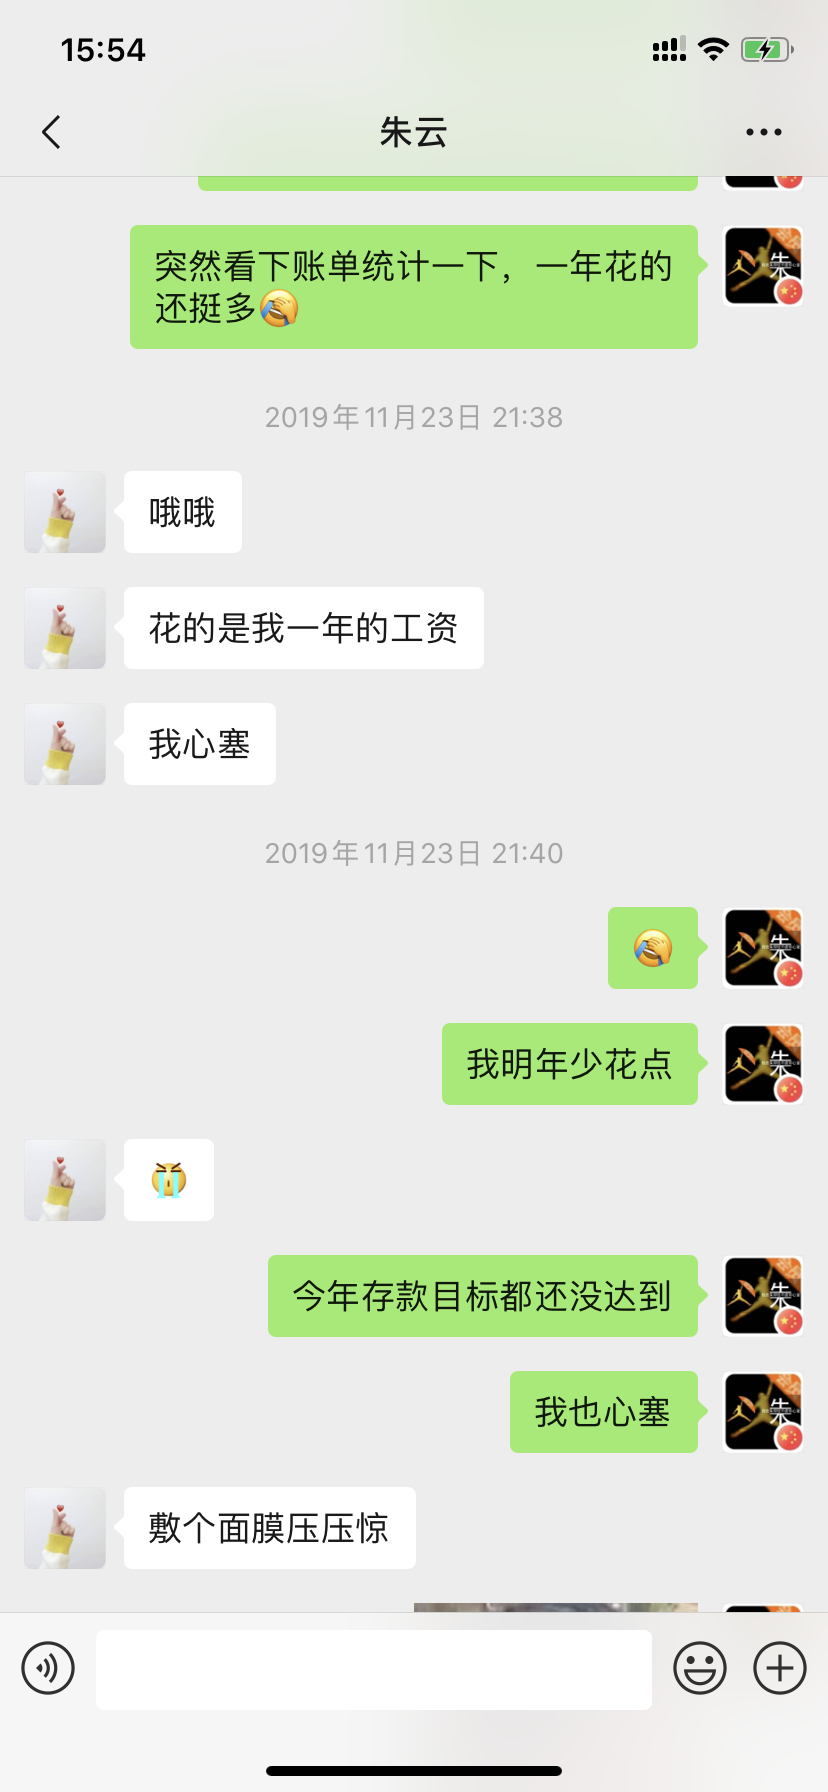 15:54
朱云
突然看下账单统计一下，一年花的
还挺多
2019年11月23日 21:38
哦哦
花的是我一年的工资
我心塞
2019年11月23日 21:40
朱
我明年少花点
今年存款目标都还没达到
我也心塞
敷个面膜压压惊